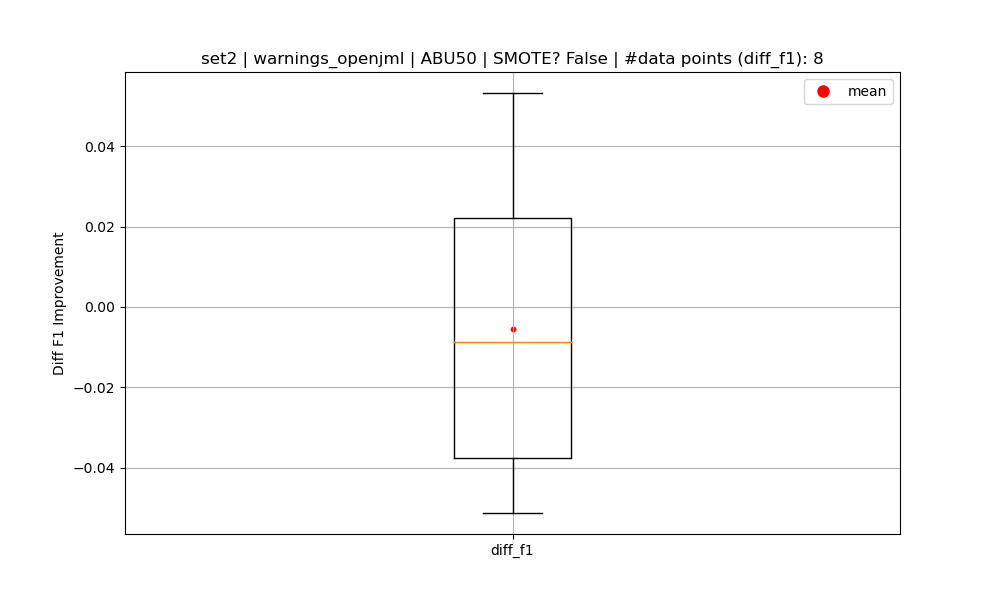 set2 | warnings_openjml | ABU50 | SMOTE? False | #data points (diff_f1): 8
mean
0.04
0.02
0.00
−0.02
−0.04
Diff F1 Improvement
diff_f1